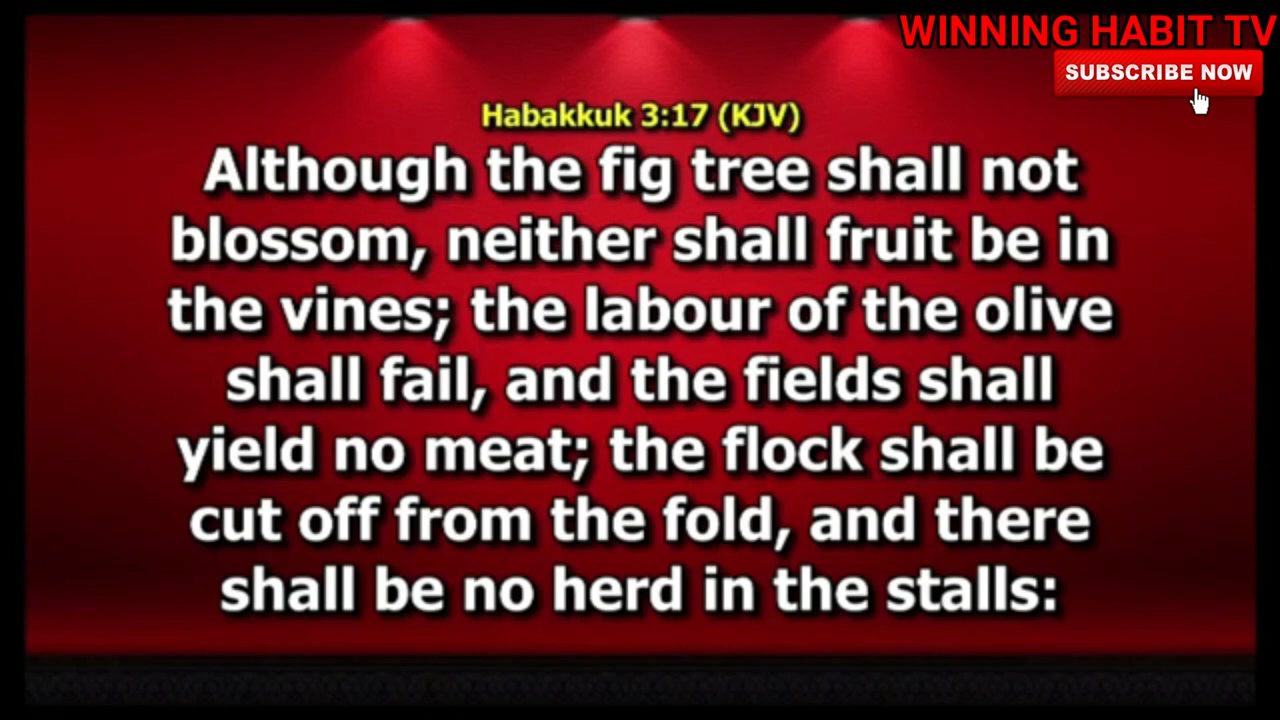 WINNING HABIT TV
SUBSCRIBE NOW
Habakkuk 3:17 (KJV)
Although the fig tree shall not
blossom, neither shall fruit be in
the vines; the labour of the olive
shall fail, and the fields shall
yield no meat; the flock shall be
cut off from the fold, and there
shall be no herd in the stalls: